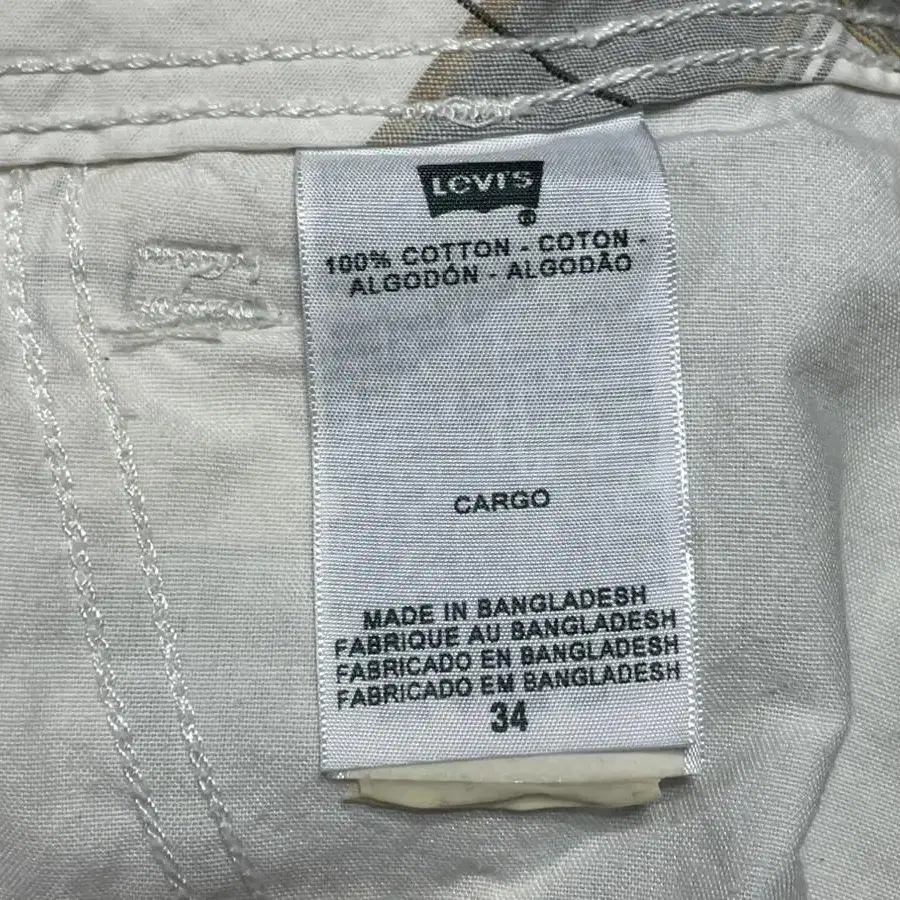 LEVI'S
®
100% COTTON - COTON -
ALGODÓN - ALGODÃO
CARGO
MADE IN BANGLADESH
FABRIQUE AU BANGLADESH
FABRICADO EN BANGLADESH
FABRICADO EM BANGLADESH
34